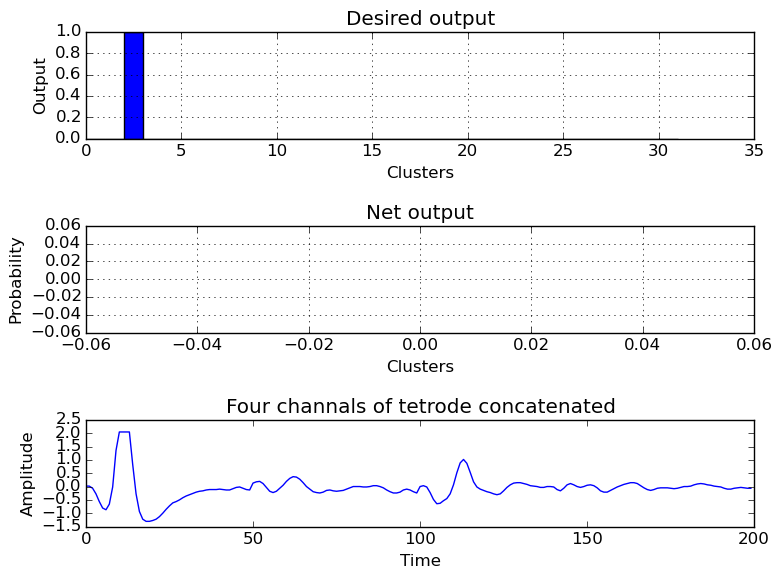 Desired output
1.0
0.8
0.6
0.4
0.2
0.0
Output
0 5 10 15 20 25 30 35
Clusters
Net output
0.06
0.04
0.02
0.00
−0.02
−0.04
−0.06
Probability
−0.06 −0.04 −0.02 0.00 0.02 0.04 0.06
Clusters
Four channels of tetrode concatenated
2.5
2.0
1.5
1.0
0.5
0.0
−0.5
−1.0
−1.5
Amplitude
0 50 100 150 200
Time